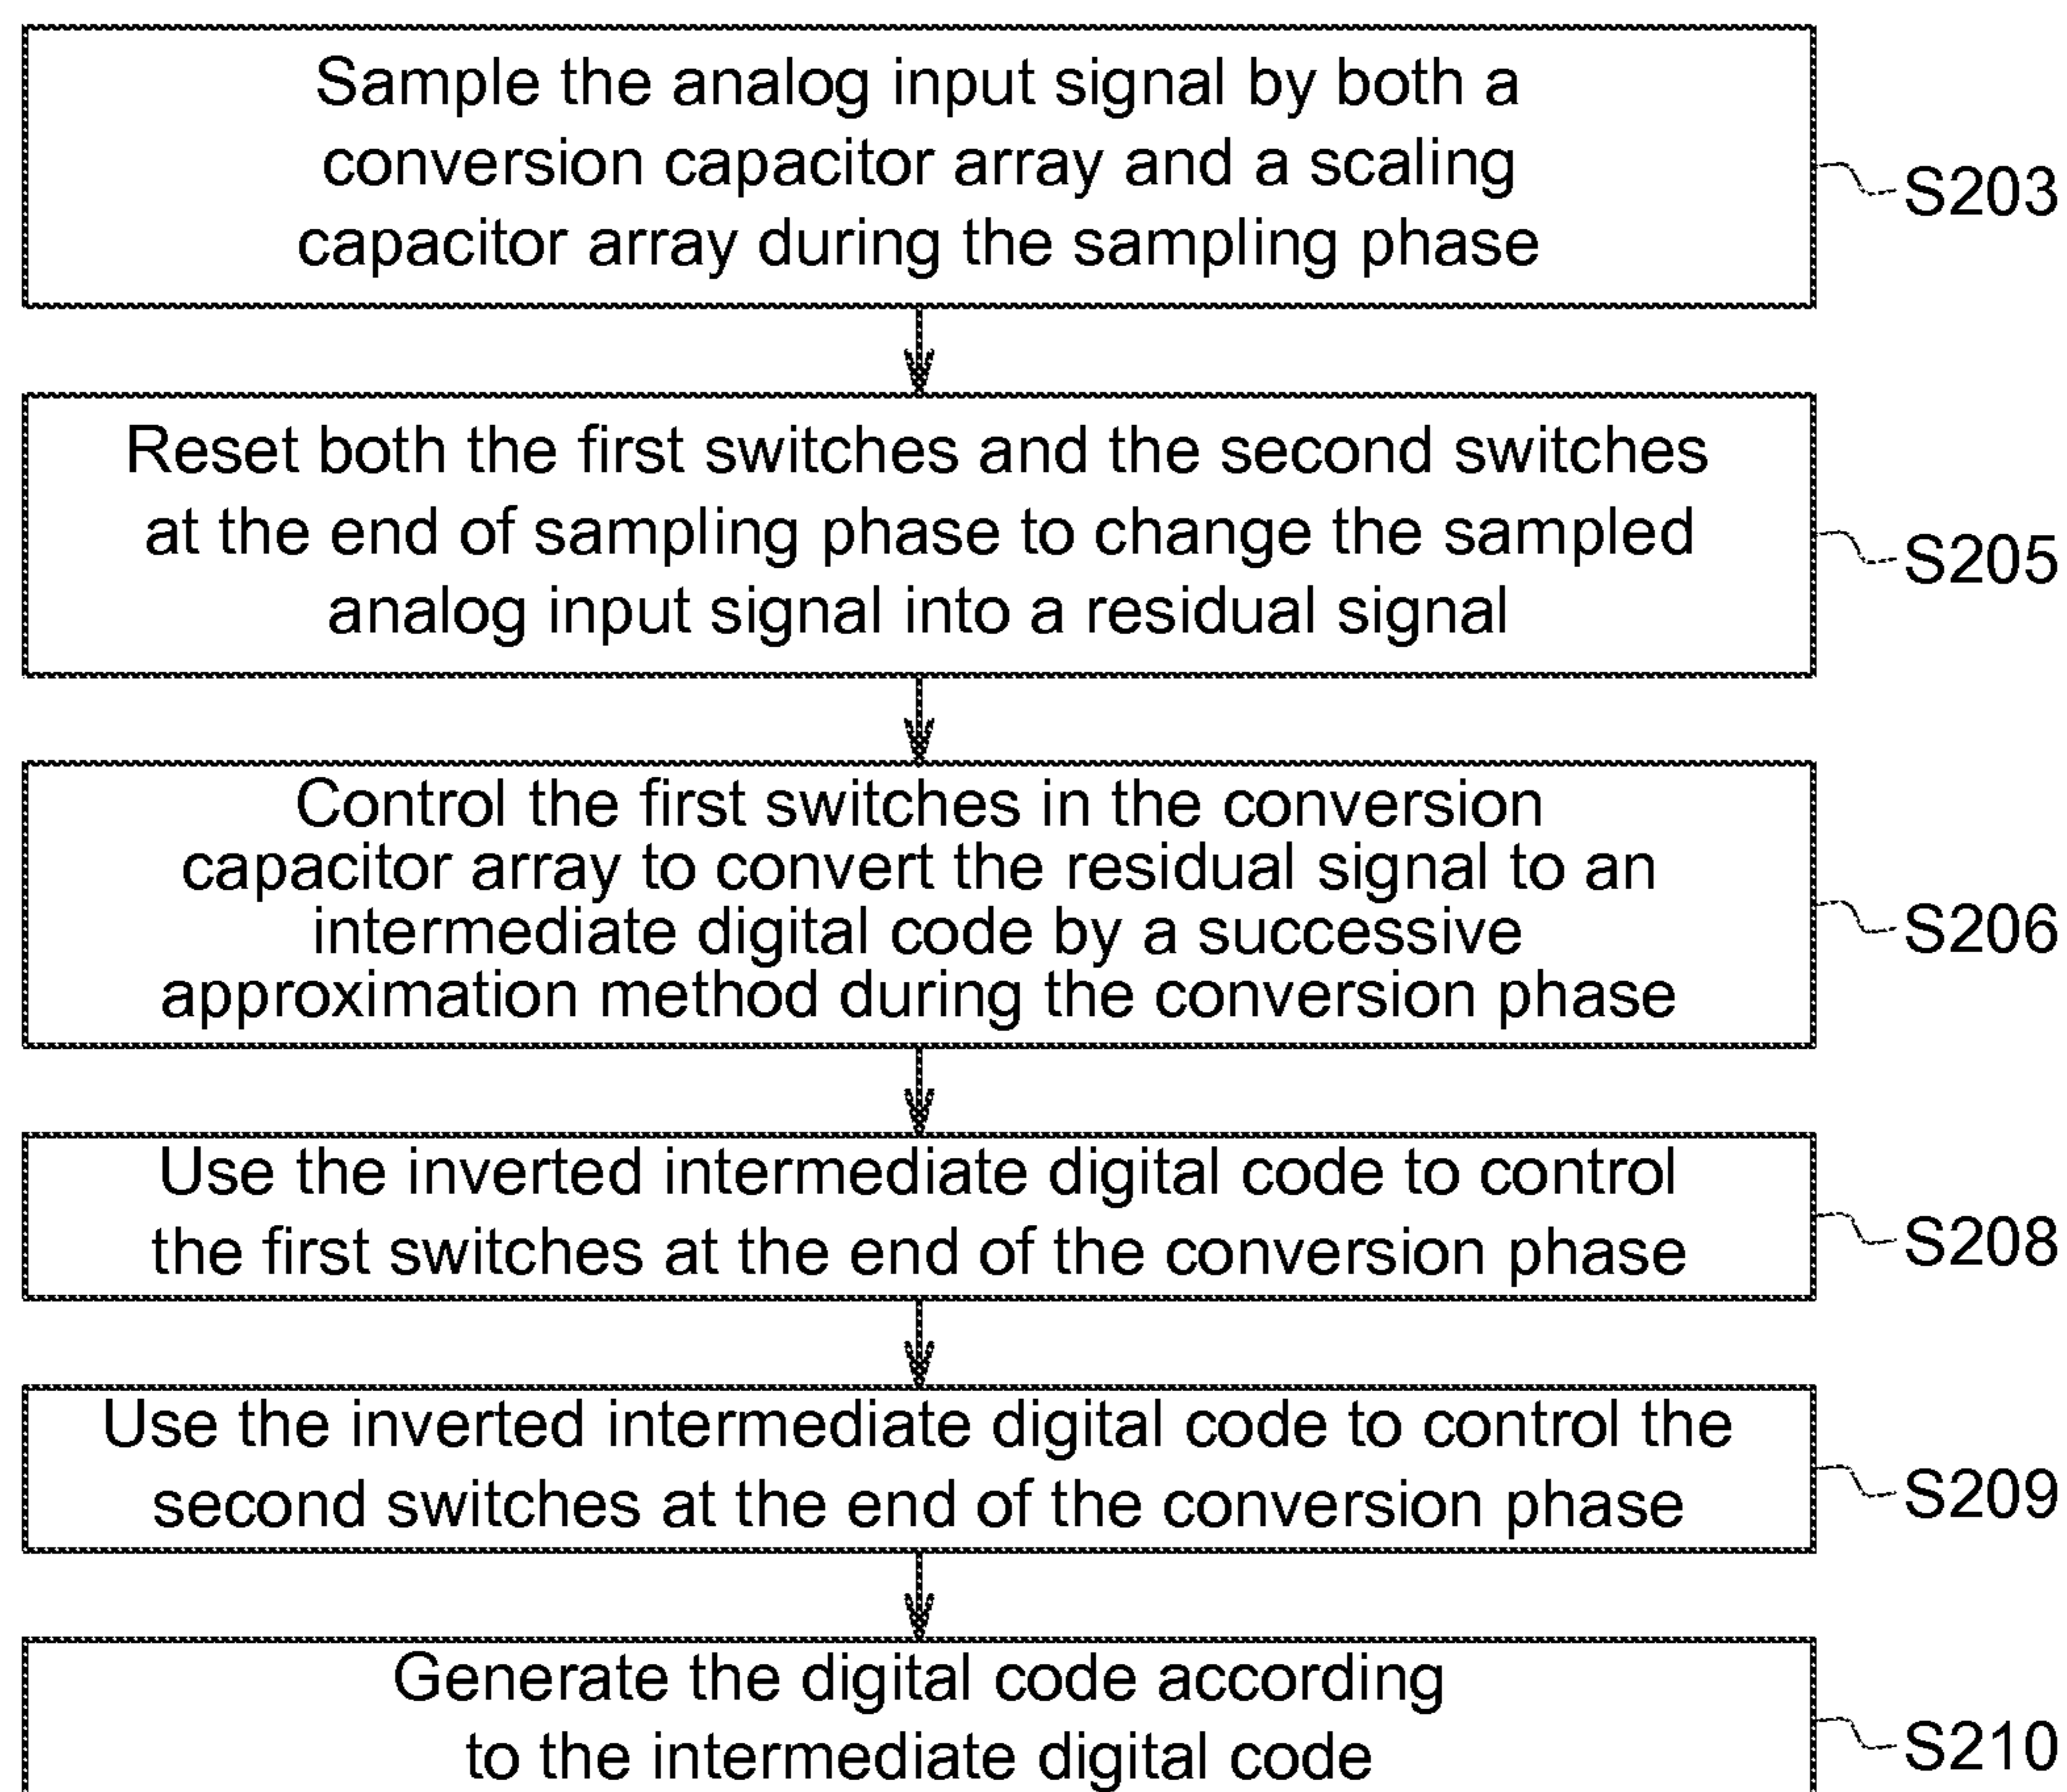 Sample the analog input signal by both a
conversion capacitor array and a scaling
capacitor array during the sampling phase
S203
Reset both the first switches and the second switches
at the end of sampling phase to change the sampled
analog input signal into a residual signal
S205
Control the first switches in the conversion
capacitor array to convert the residual signal to an
intermediate digital code by a successive
approximation method during the conversion phase
S206
Use the inverted intermediate digital code to control
the first switches at the end of the conversion phase
S208
Use the inverted intermediate digital code to control the
second switches at the end of the conversion phase
S209
Generate the digital code according
to the intermediate digital code
S210